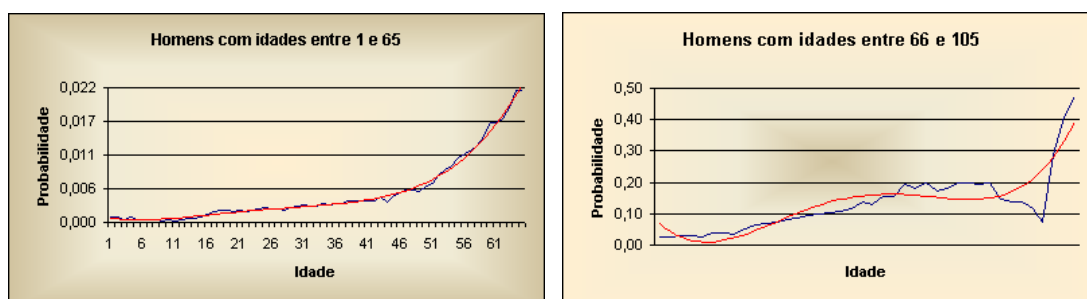 Homens com idades entre 1 e 65
Probabilidade
0,022
0,017
0,011
0,006
0,000
1 6 11 16 21 26 31 36 41 46 51 56 61
Idade
Homens com idades entre 66 e 105
Probabilidade
0,50
0,40
0,30
0,20
0,10
0,00
Idade